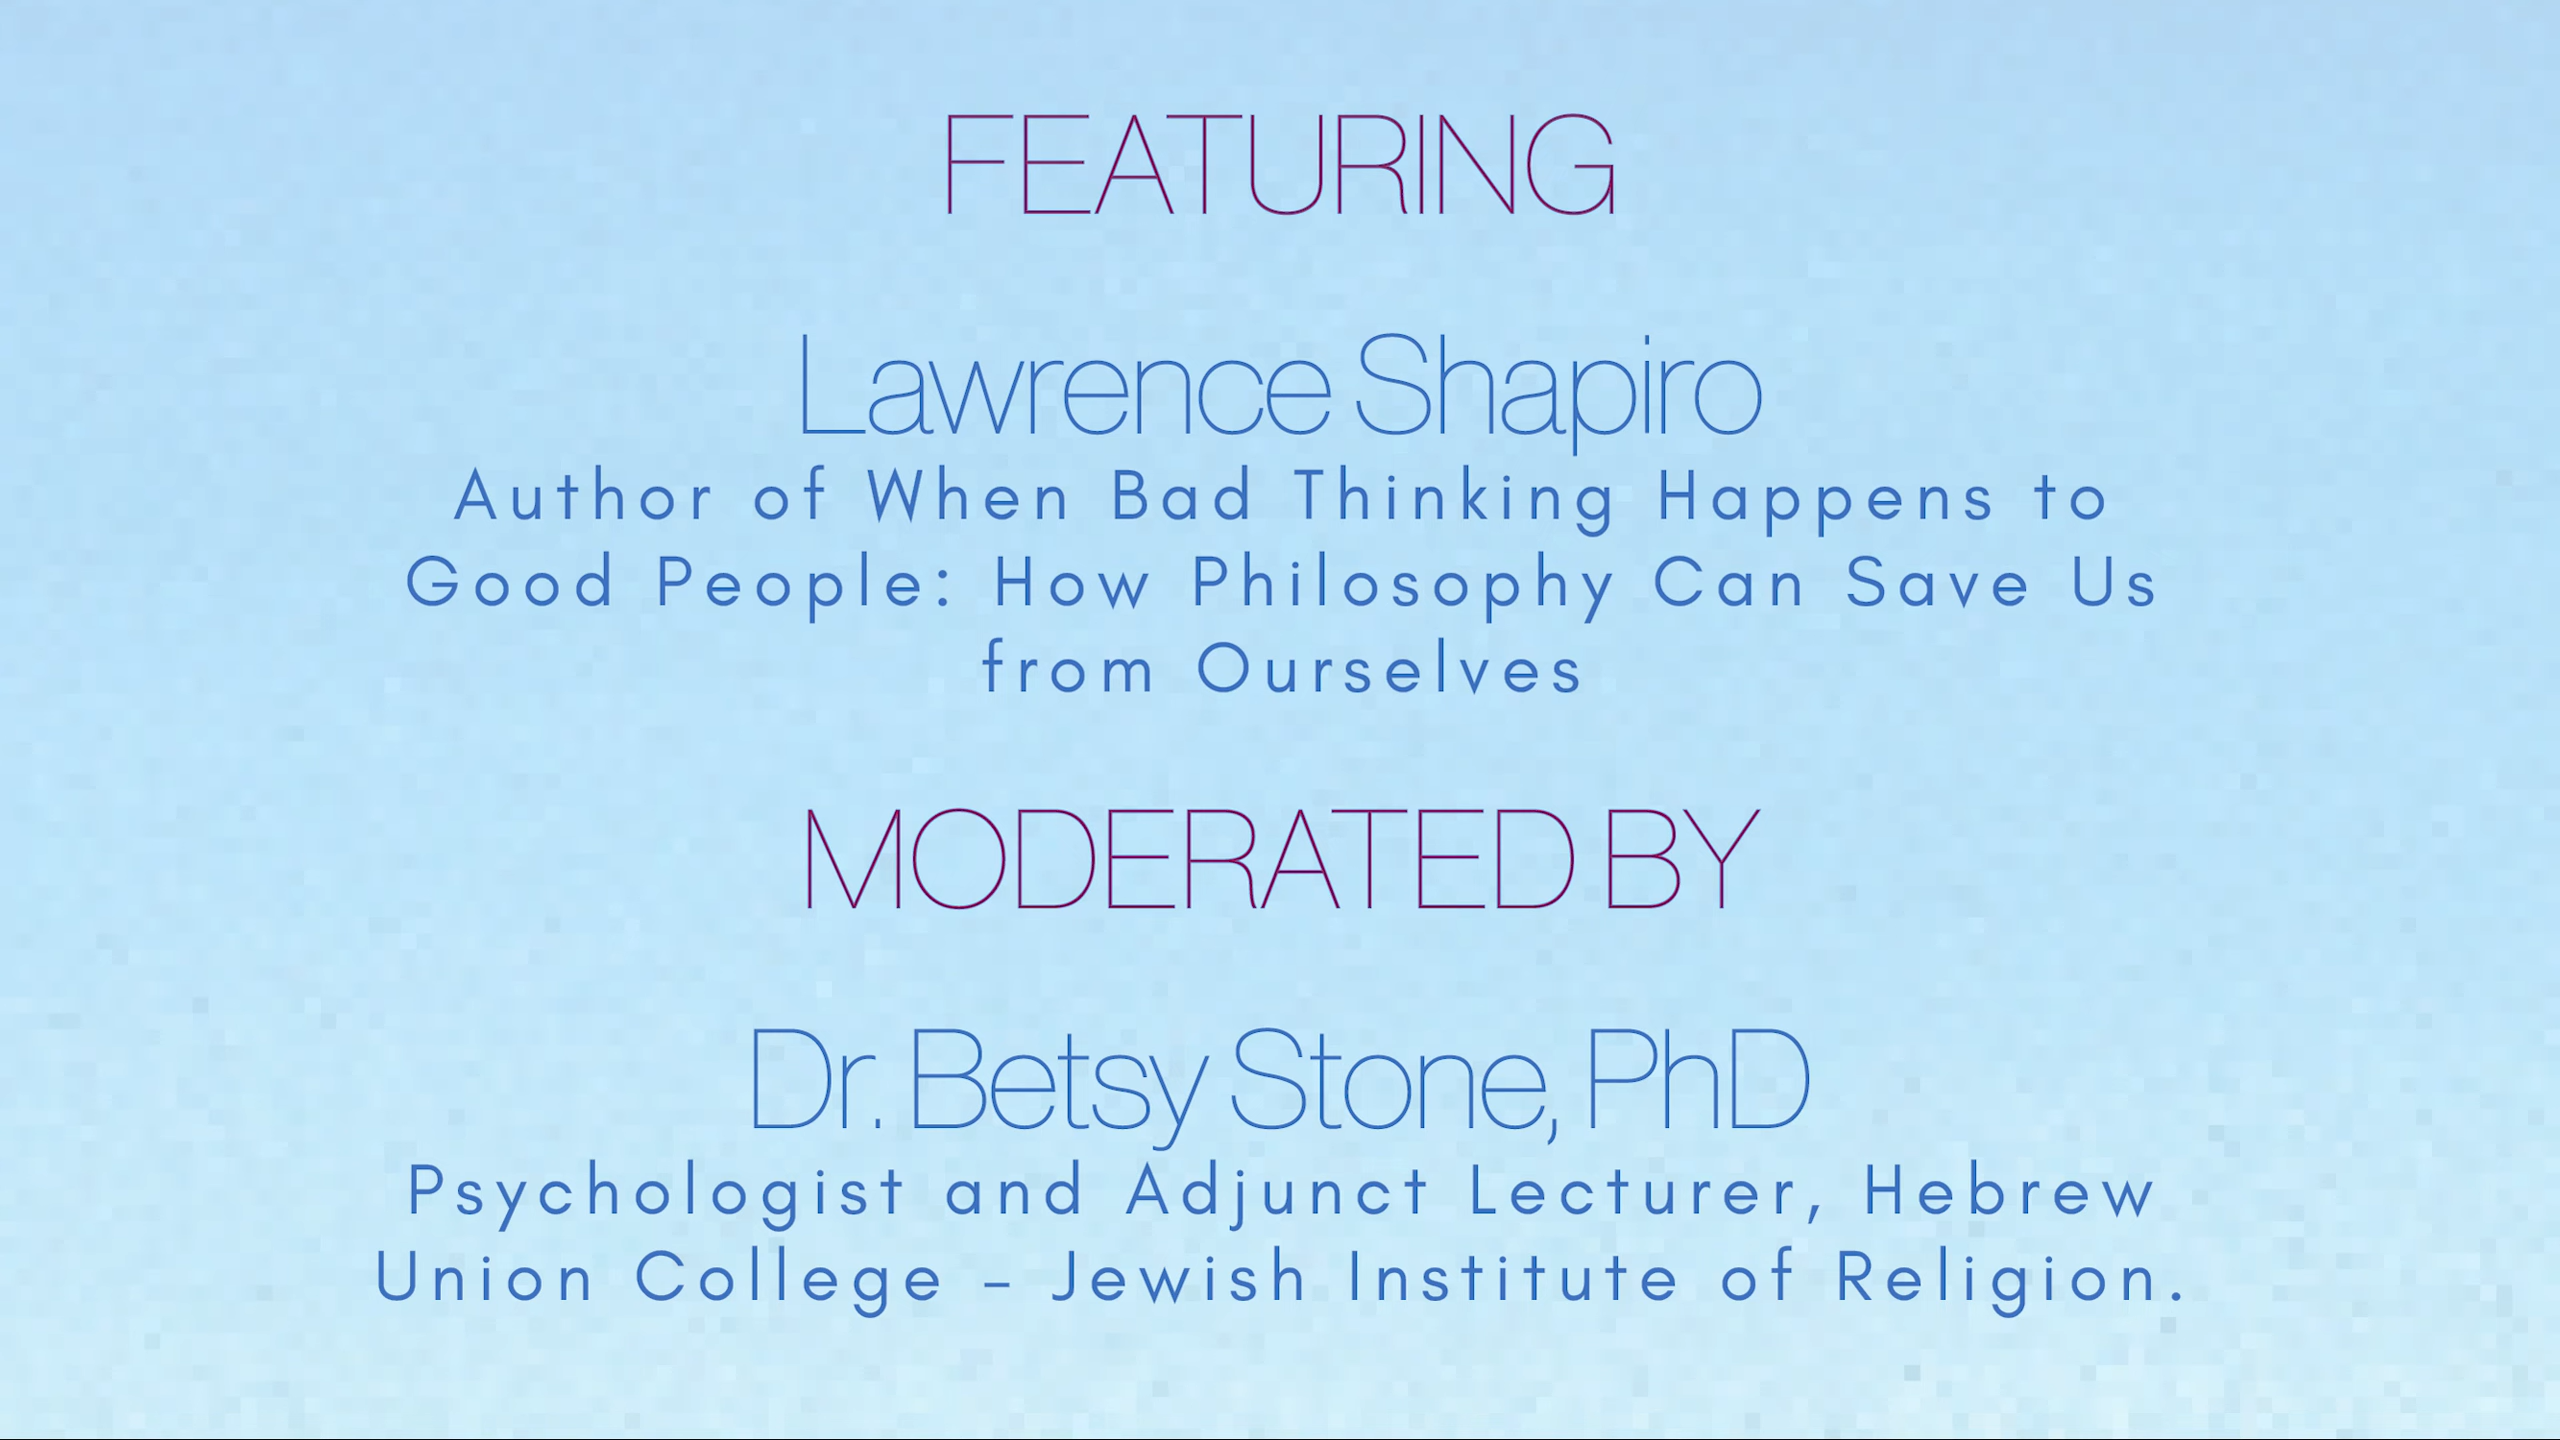 FEATURING
Lawrence Shapiro
Author of When Bad Thinking Happens to
Good People: How Philosophy Can Save Us
from Ourselves
MODERATED BY
Dr. Betsy Stone, PhD
Psychologist and Adjunct Lecturer, Hebrew
Union College – Jewish Institute of Religion.